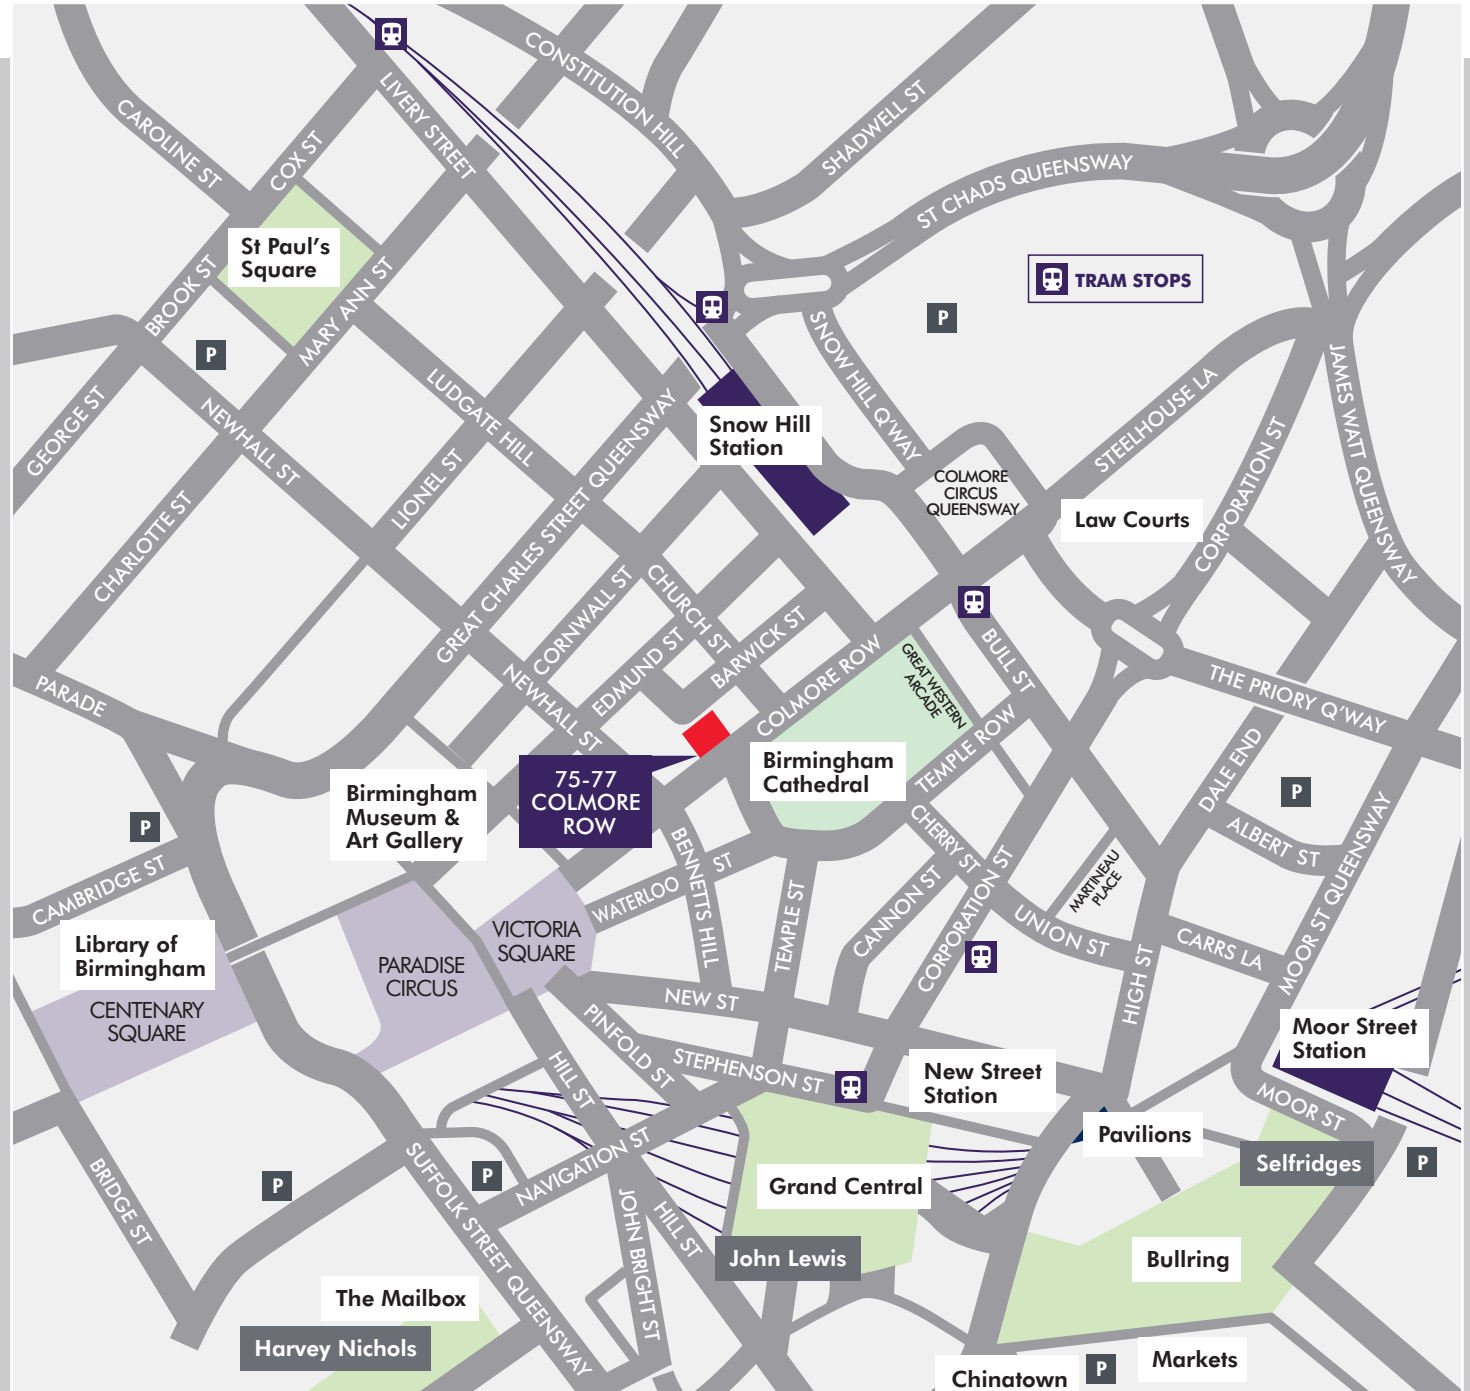 CONSTITUTION HILL
LIVERY STREET
CAROLINE ST
COX ST
SHADWELL ST
ST CHADS QUEENSWAY
St Paul's
Square
BROOK ST
MARY ANN ST
TRAM STOPS
P
P
SNOW HILL Q'WAY
JAMES WATT QUEENSWAY
GEORGE ST
NEWHALL ST
LUDGATE HILL
STEELHOUSE LA
Snow Hill
Station
CORPORATION ST
LIONEL ST
GREAT CHARLES STREET QUEENSWAY
COLMORE
CIRCUS
QUEENSWAY
Law Courts
CHARLOTTE ST
CORNWALL ST
CHURCH ST
EDMUND ST
BARWICK ST
NEWHALL ST
COLMORE ROW
GREAT WESTERN
ARCADE
BULL ST
PARADE
THE PRIORY Q'WAY
TEMPLE ROW
DALE END
75-77
COLMORE
ROW
Birmingham
Cathedral
Birmingham
Museum &
Art Gallery
P
P
ALBERT ST
CHERRY ST
MOOR ST QUEENSWAY
CAMBRIDGE ST
BENNETTS HILL
WATERLOO ST
TEMPLE ST
CANNON ST
CORPORATION ST
MARTINEAU
PLACE
UNION ST
CARRS LA
HIGH ST
Library of
Birmingham
CENTENARY
SQUARE
PARADISE
CIRCUS
VICTORIA
SQUARE
NEW ST
PINFOLD ST
STEPHENSON ST
HILL ST
New Street
Station
Moor Street
Station
MOOR ST
Pavilions
Selfridges
P
NAVIGATION ST
P
P
BRIDGE ST
SUFFOLK STREET QUEENSWAY
JOHN BRIGHT ST
HILL ST
Grand Central
John Lewis
Bullring
The Mailbox
Harvey Nichols
Chinatown
P
Markets